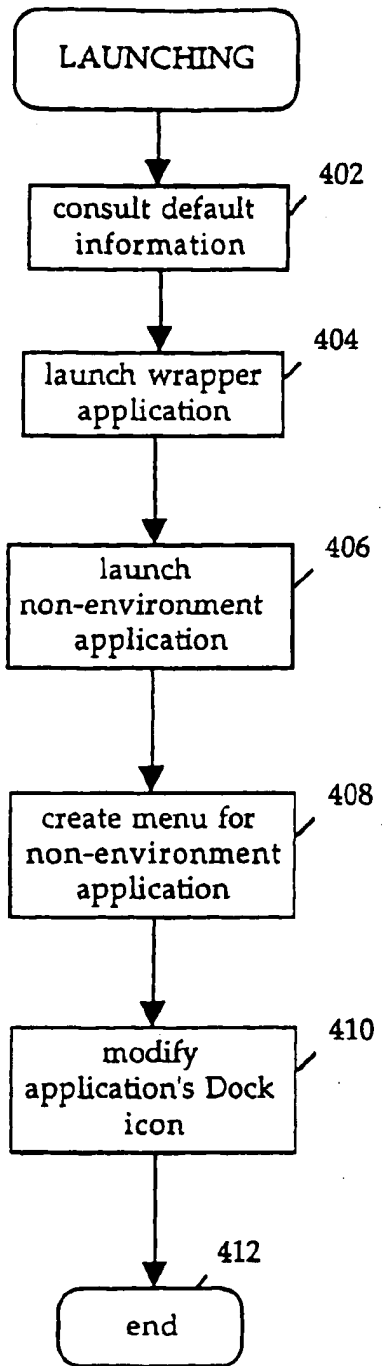 LAUNCHING
402
consult default
information
404
launch wrapper
application
406
launch
non-environment
application
408
create menu for
non-environment
application
410
modify
application's Dock
icon
412
end